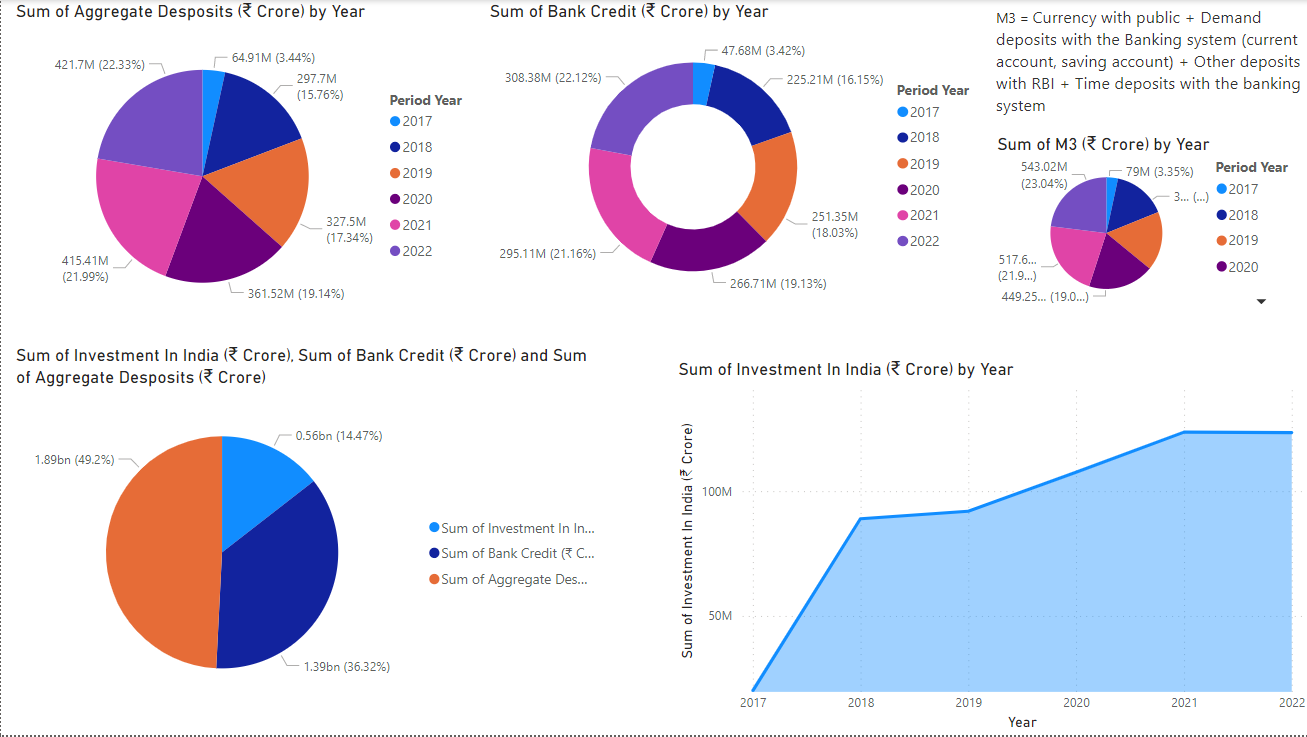 Sum of Aggregate Desposits (₹ Crore) by Year
421.7M (22.33%)
64.91M (3.44%)
297.7M
(15.76%)
327.5M
(17.34%)
361.52M (19.14%)
415.41M
(21.99%)
Period Year
2017
2018
2019
2020
2021
2022
Sum of Bank Credit (₹ Crore) by Year
47.68M (3.42%)
308.38M (22.12%)
225.21M (16.15%)
251.35M
(18.03%)
266.71M (19.13%)
295.11M (21.16%)
Period Year
2017
2018
2019
2020
2021
2022
M3 = Currency with public + Demand
deposits with the Banking system (current
account, saving account) + Other deposits
with RBI + Time deposits with the banking
system
Sum of M3 (₹ Crore) by Year
543.02M
(23.04%)
79M (3.35%)
3... (...)
517.6...
(21.9...)
449.25... (19.0...)
Period Year
2017
2018
2019
2020
Sum of Investment In India (₹ Crore), Sum of Bank Credit (₹ Crore) and Sum
of Aggregate Desposits (₹ Crore)
0.56bn (14.47%)
1.89bn (49.2%)
1.39bn (36.32%)
Sum of Investment In In...
Sum of Bank Credit (₹ C...
Sum of Aggregate Des...
Sum of Investment In India (₹ Crore) by Year
Sum of Investment In India (₹ Crore)
100M
50M
2017
2018
2019
2020
2021
2022
Year